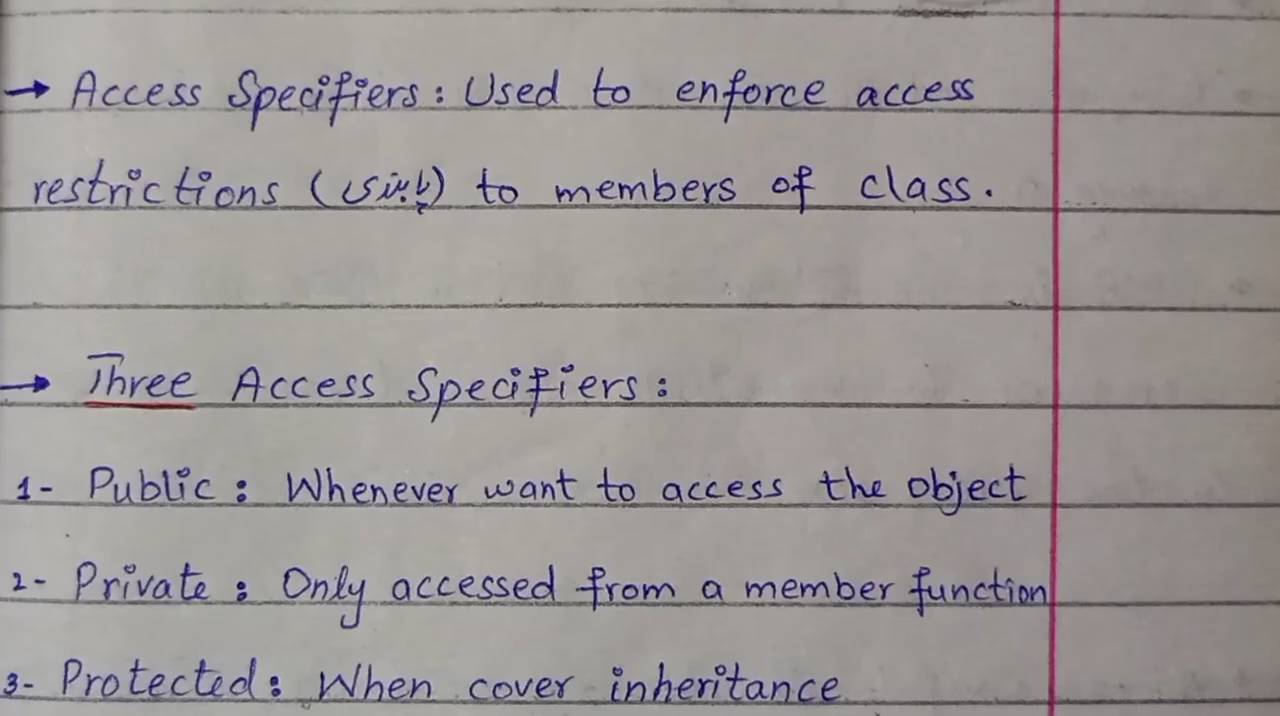 → Access Specifiers: Used to enforce access
restrictions (پابندی) to members of class.
→ Three Access Specifiers:
1- Public: Whenever want to access the object
2- Private: Only accessed from a member function
3- Protected: When cover inheritance